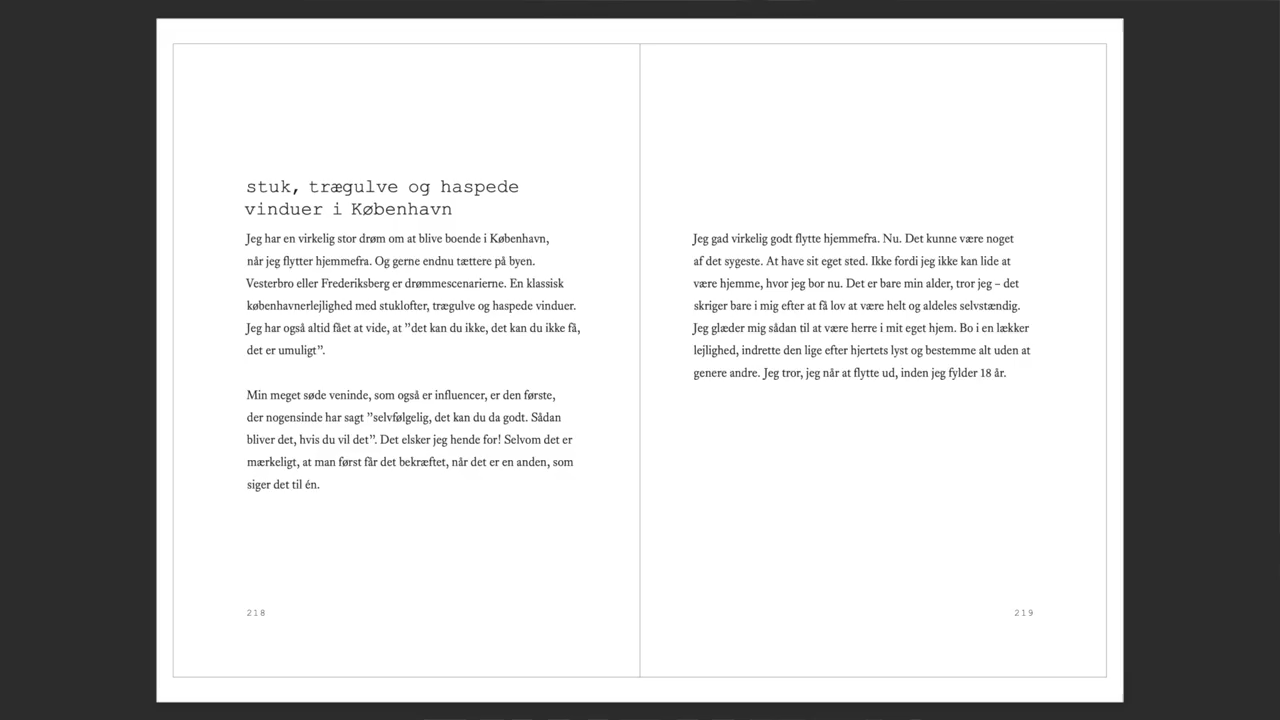 stuk, trægulve og haspede
vinduer i København
Jeg har en virkelig stor drøm om at blive boende i København,
når jeg flytter hjemmefra. Og gerne endnu tættere på byen.
Vesterbro eller Frederiksberg er drømmescenarierne. En klassisk
københavnerlejlighed med stuklofter, trægulve og haspede vinduer.
Jeg har også altid fået at vide, at ”det kan du ikke, det kan du ikke få,
det er umuligt”.
Min meget søde veninde, som også er influencer, er den første,
der nogensinde har sagt ”selvfølgelig, det kan du da godt. Sådan
bliver det, hvis du vil det”. Det elsker jeg hende for! Selvom det er
mærkeligt, at man først får det bekræftet, når det er en anden, som
siger det til én.
218
Jeg gad virkelig godt flytte hjemmefra. Nu. Det kunne være noget
af det sygeste. At have sit eget sted. Ikke fordi jeg ikke kan lide at
være hjemme, hvor jeg bor nu. Det er bare min alder, tror jeg – det
skriger bare i mig efter at få lov at være helt og aldeles selvstændig.
Jeg glæder mig sådan til at være herre i mit eget hjem. Bo i en lækker
lejlighed, indrette den lige efter hjertets lyst og bestemme alt uden at
genere andre. Jeg tror, jeg når at flytte ud, inden jeg fylder 18 år.
219